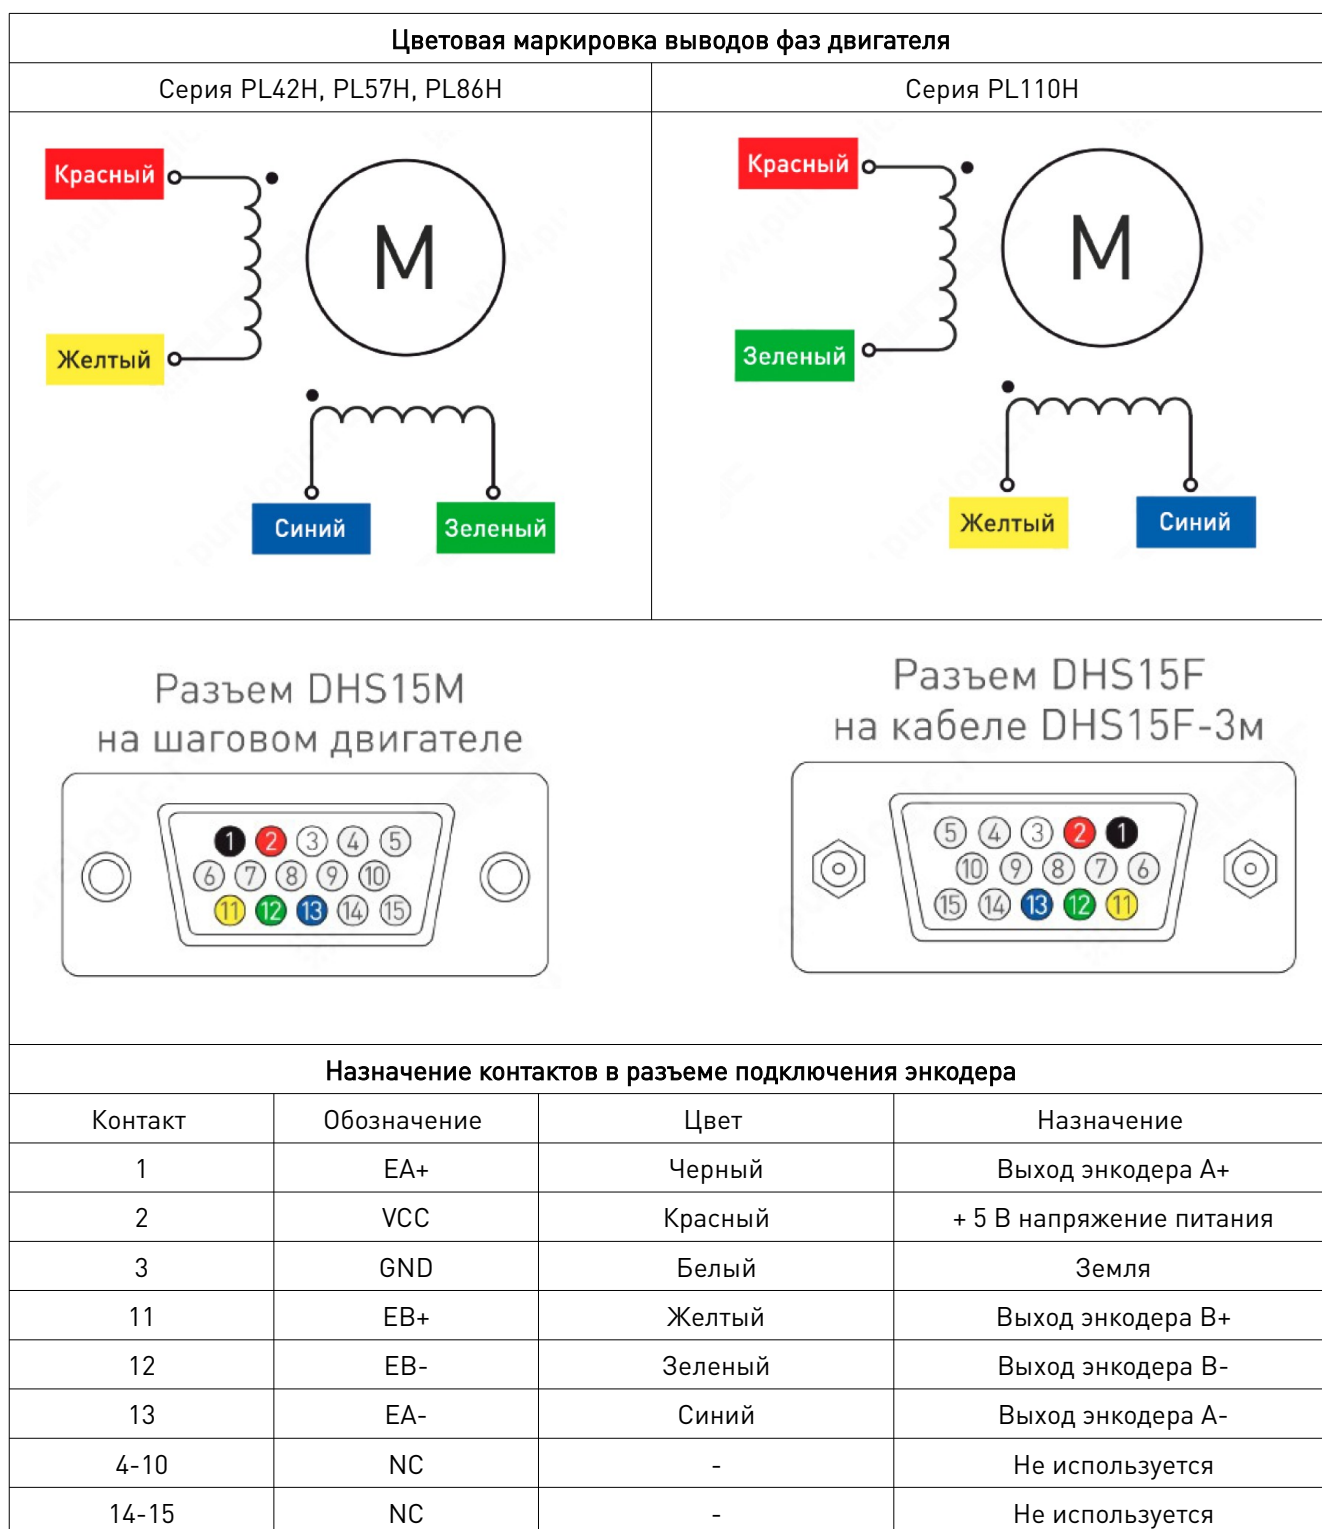 Цветовая маркировка выводов фаз двигателя
Серия PL42H, PL57H, PL86H
Серия PL110H
Красный
M
Желтый
Синий
Зеленый
Красный
M
Зеленый
Желтый
Синий
Разъем DHS15M
на шаговом двигателе
1 2 3 4 5
6 7 8 9 10
11 12 13 14 15
Разъем DHS15F
на кабеле DHS15F-3м
5 4 3 2 1
10 9 8 7 6
15 14 13 12 11
Назначение контактов в разъеме подключения энкодера
Контакт Обозначение Цвет Назначение
1 EA+ Черный Выход энкодера A+
2 VCC Красный + 5 В напряжение питания
3 GND Белый Земля
11 EB+ Желтый Выход энкодера B+
12 EB- Зеленый Выход энкодера B-
13 EA- Синий Выход энкодера A-
4-10 NC - Не используется
14-15 NC - Не используется